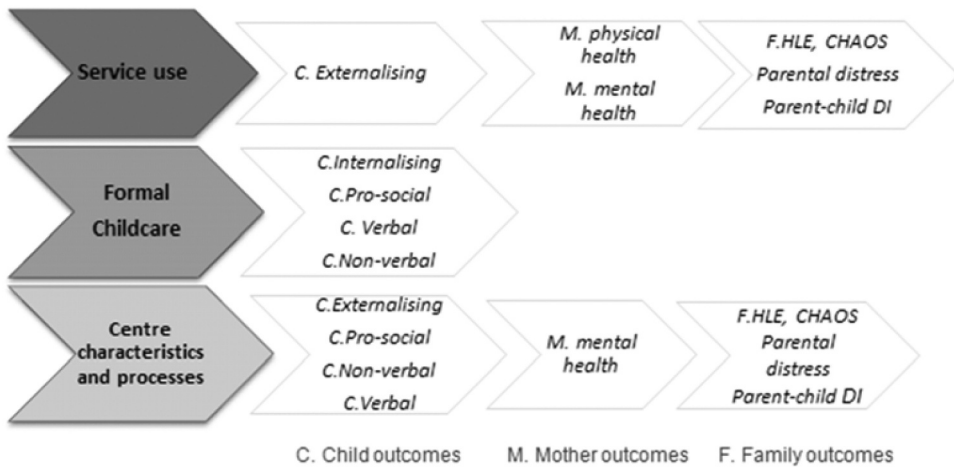 Service use
C. Externalising
M. physical
health
M. mental
health
F.HLE, CHAOS
Parental distress
Parent-child DI
Formal
Childcare
C.Internalising
C.Pro-social
C. Verbal
C.Non-verbal
Centre
characteristics
and processes
C.Externalising
C.Pro-social
C.Non-verbal
C.Verbal
M. mental
health
F.HLE, CHAOS
Parental
distress
Parent-child DI
C. Child outcomes
M. Mother outcomes
F. Family outcomes